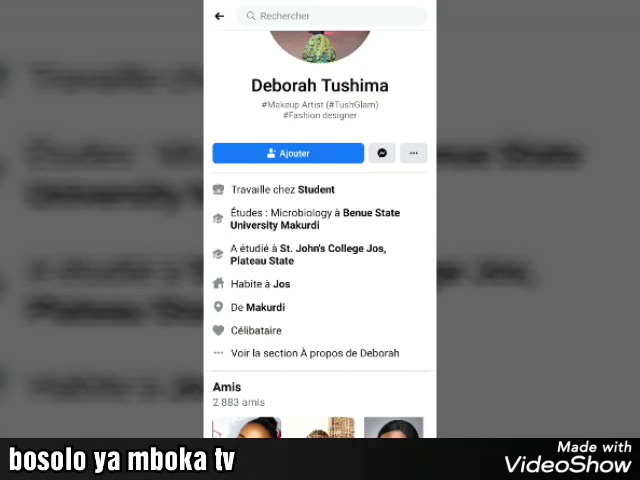 Rechercher
Deborah Tushima
#Makeup Artist (#TushGlam)
#Fashion designer
Ajouter
Travaille chez Student
Études : Microbiology à Benue State
University Makurdi
A étudié à St. John's College Jos,
Plateau State
Habite à Jos
De Makurdi
Célibataire
Voir la section À propos de Deborah
Amis
2 883 amis
bosolo ya mboka tv
Made with
VideoShow